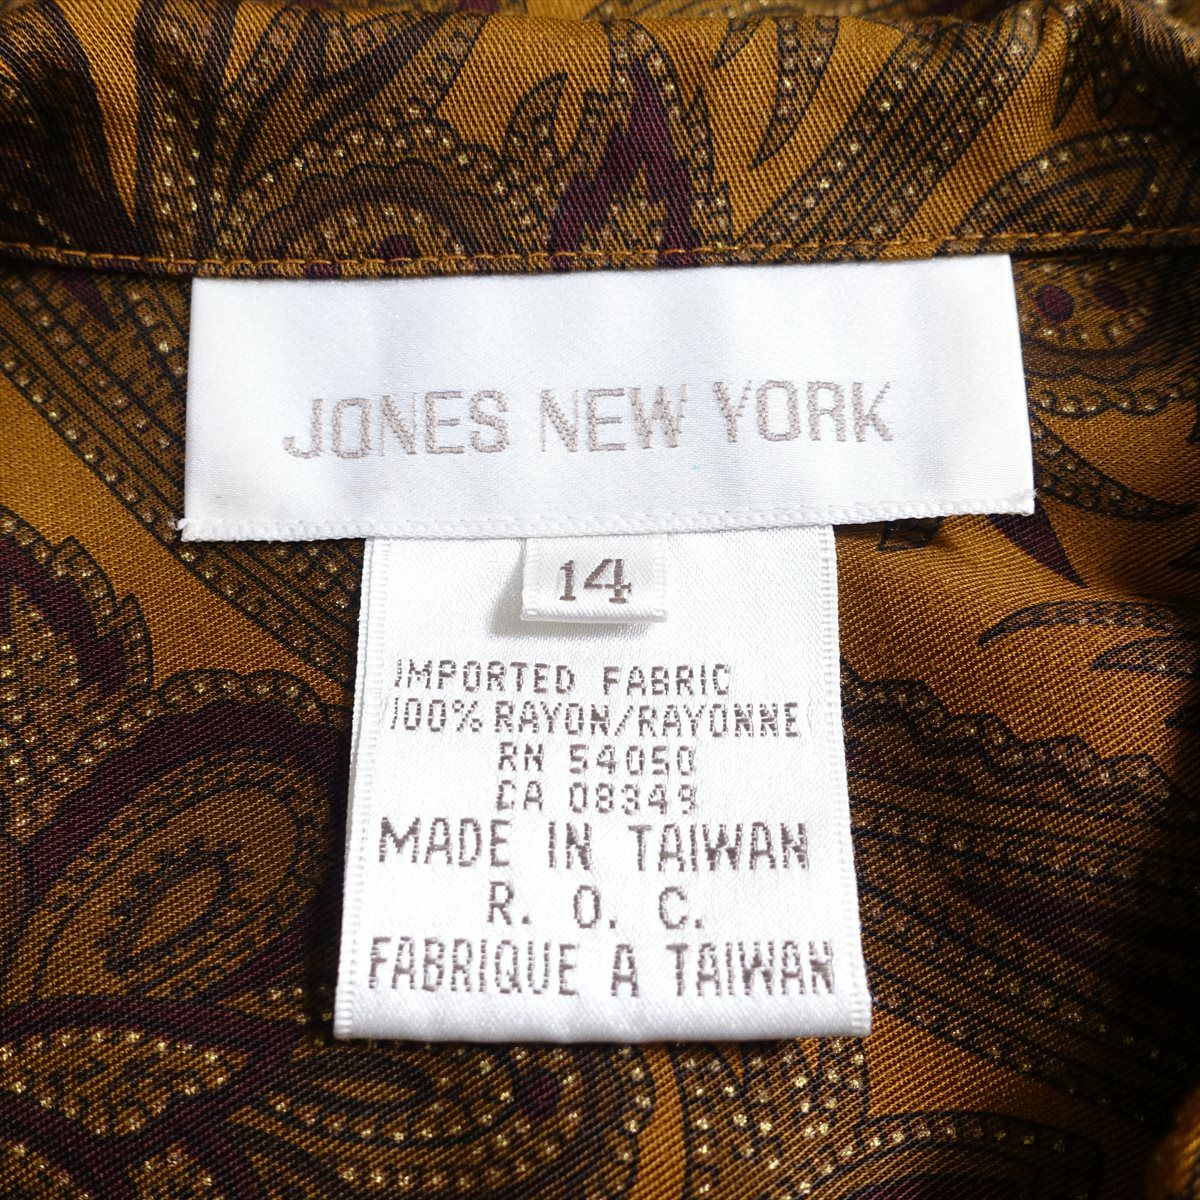 JONES NEW YORK
14
IMPORTED FABRIC
100% RAYON/RAYONNE
RN 54050
CA 08349
MADE IN TAIWAN
R. O. C.
FABRIQUE A TAIWAN